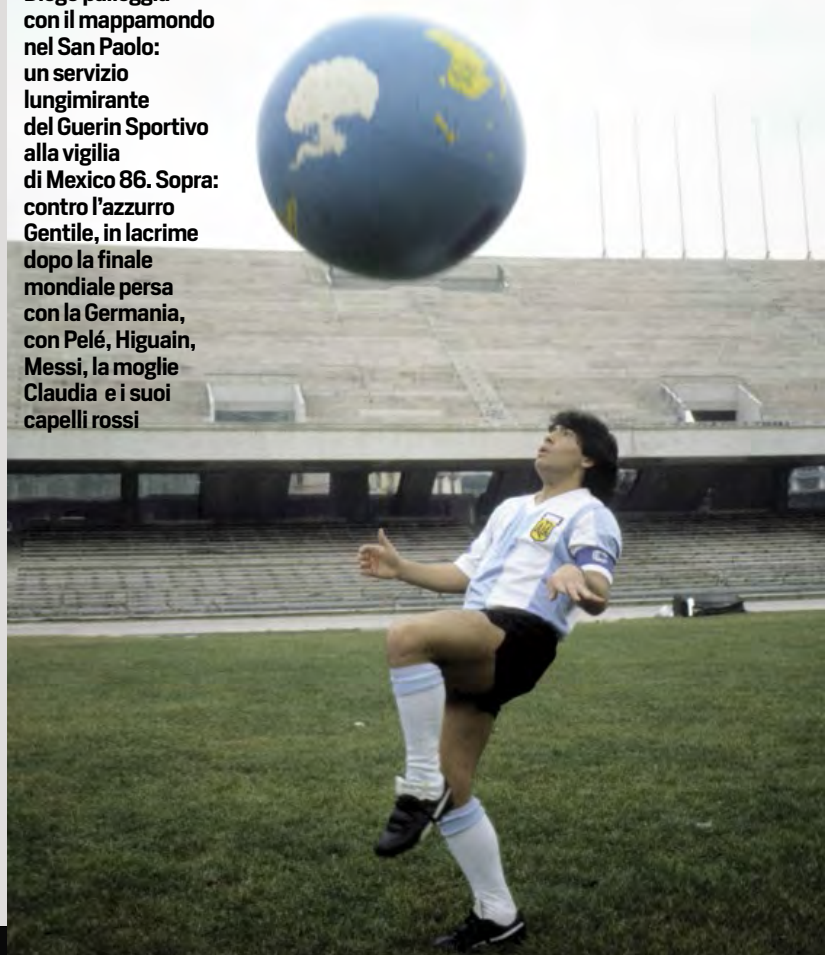 con il mappamondo
nel San Paolo:
un servizio
lungimirante
del Guerin Sportivo
alla vigilia
di Mexico 86. Sopra:
contro l'azzurro
Gentile, in lacrime
dopo la finale
mondiale persa
con la Germania,
con Pelé, Higuain,
Messi, la moglie
Claudia e i suoi
capelli rossi